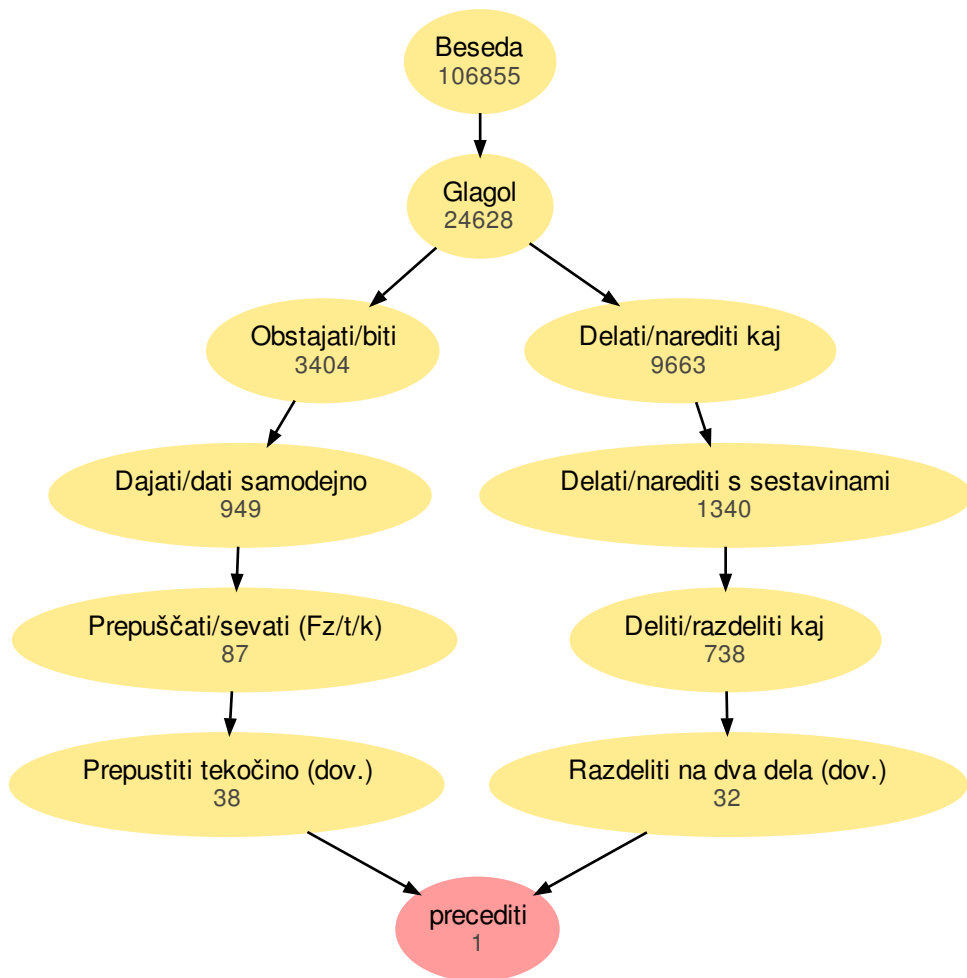 Beseda
106855
Glagol
24628
Obstajati/biti
3404
Delati/narediti kaj
9663
Dajati/dati samodejno
949
Delati/narediti s sestavinami
1340
Prepuščati/sevati (Fz/t/k)
87
Deliti/razdeliti kaj
738
Prepustiti tekočino (dov.)
38
Razdeliti na dva dela (dov.)
32
precediti
1